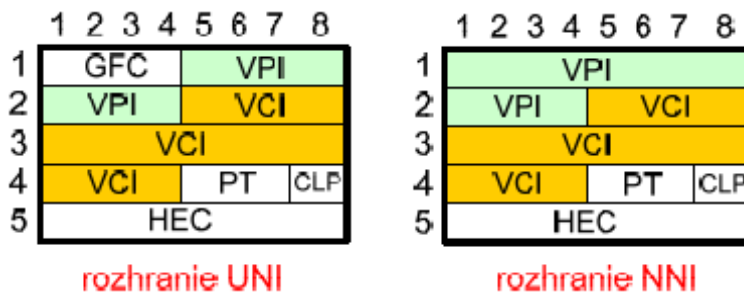 1 2 3 4 5 6 7 8
1 GFC VPI
2 VPI VCI
3 VCI
4 VCI PT CLP
5 HEC
rozhranie UNI
1 2 3 4 5 6 7 8
1 VPI
2 VPI VCI
3 VCI
4 VCI PT CLP
5 HEC
rozhranie NNI